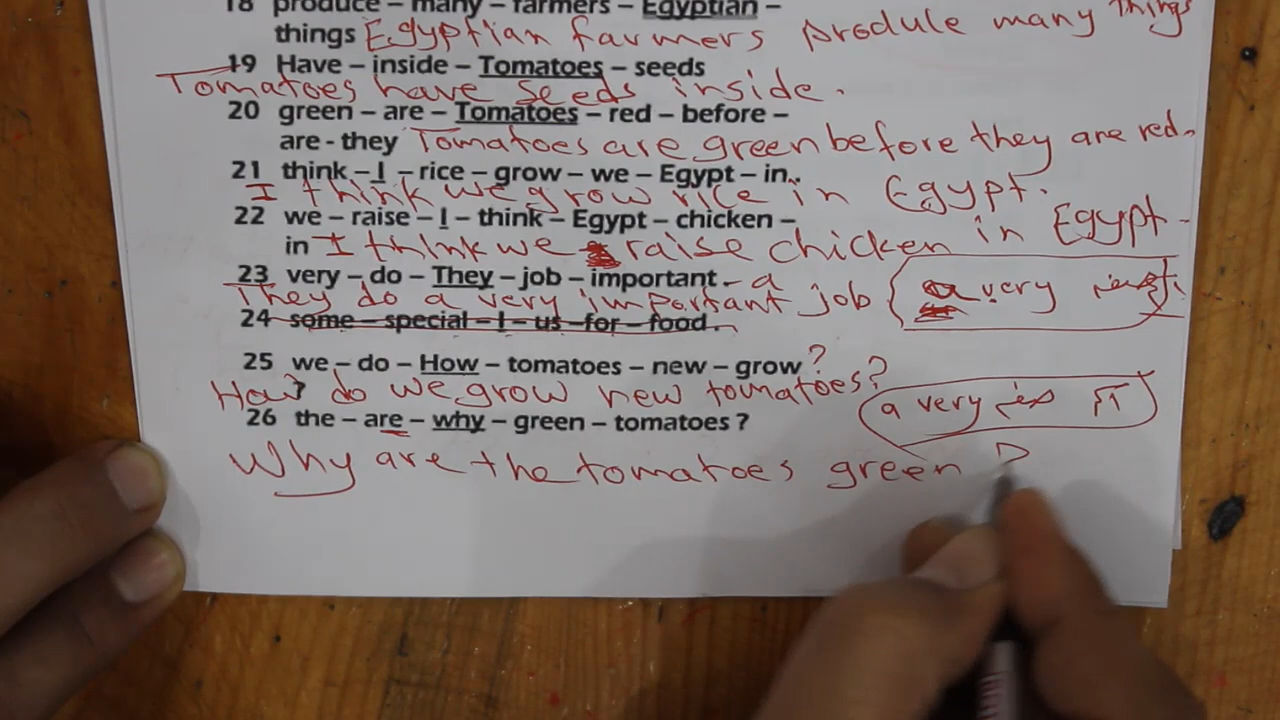 18 produce – many – farmers – Egyptian –
things Egyptian farmers produle many things
19 Have – inside – Tomatoes – seeds
Tomatoes have seeds inside.
20 green – are – Tomatoes – red – before –
are - they Tomatoes are green before they are red.
21 think – I – rice – grow – we – Egypt – in..
I think we grow rice in Egypt.
22 we – raise – I – think – Egypt – chicken –
in I think we raise chicken in Egypt.
23 very – do – They – job – important – a
They do a very important job
very
24 some – special – I – us – for – food.
25 we – do – How – tomatoes – new – grow?
How do we grow new tomatoes?
a very
26 the – are – why – green – tomatoes ?
Why are the tomatoes green ?